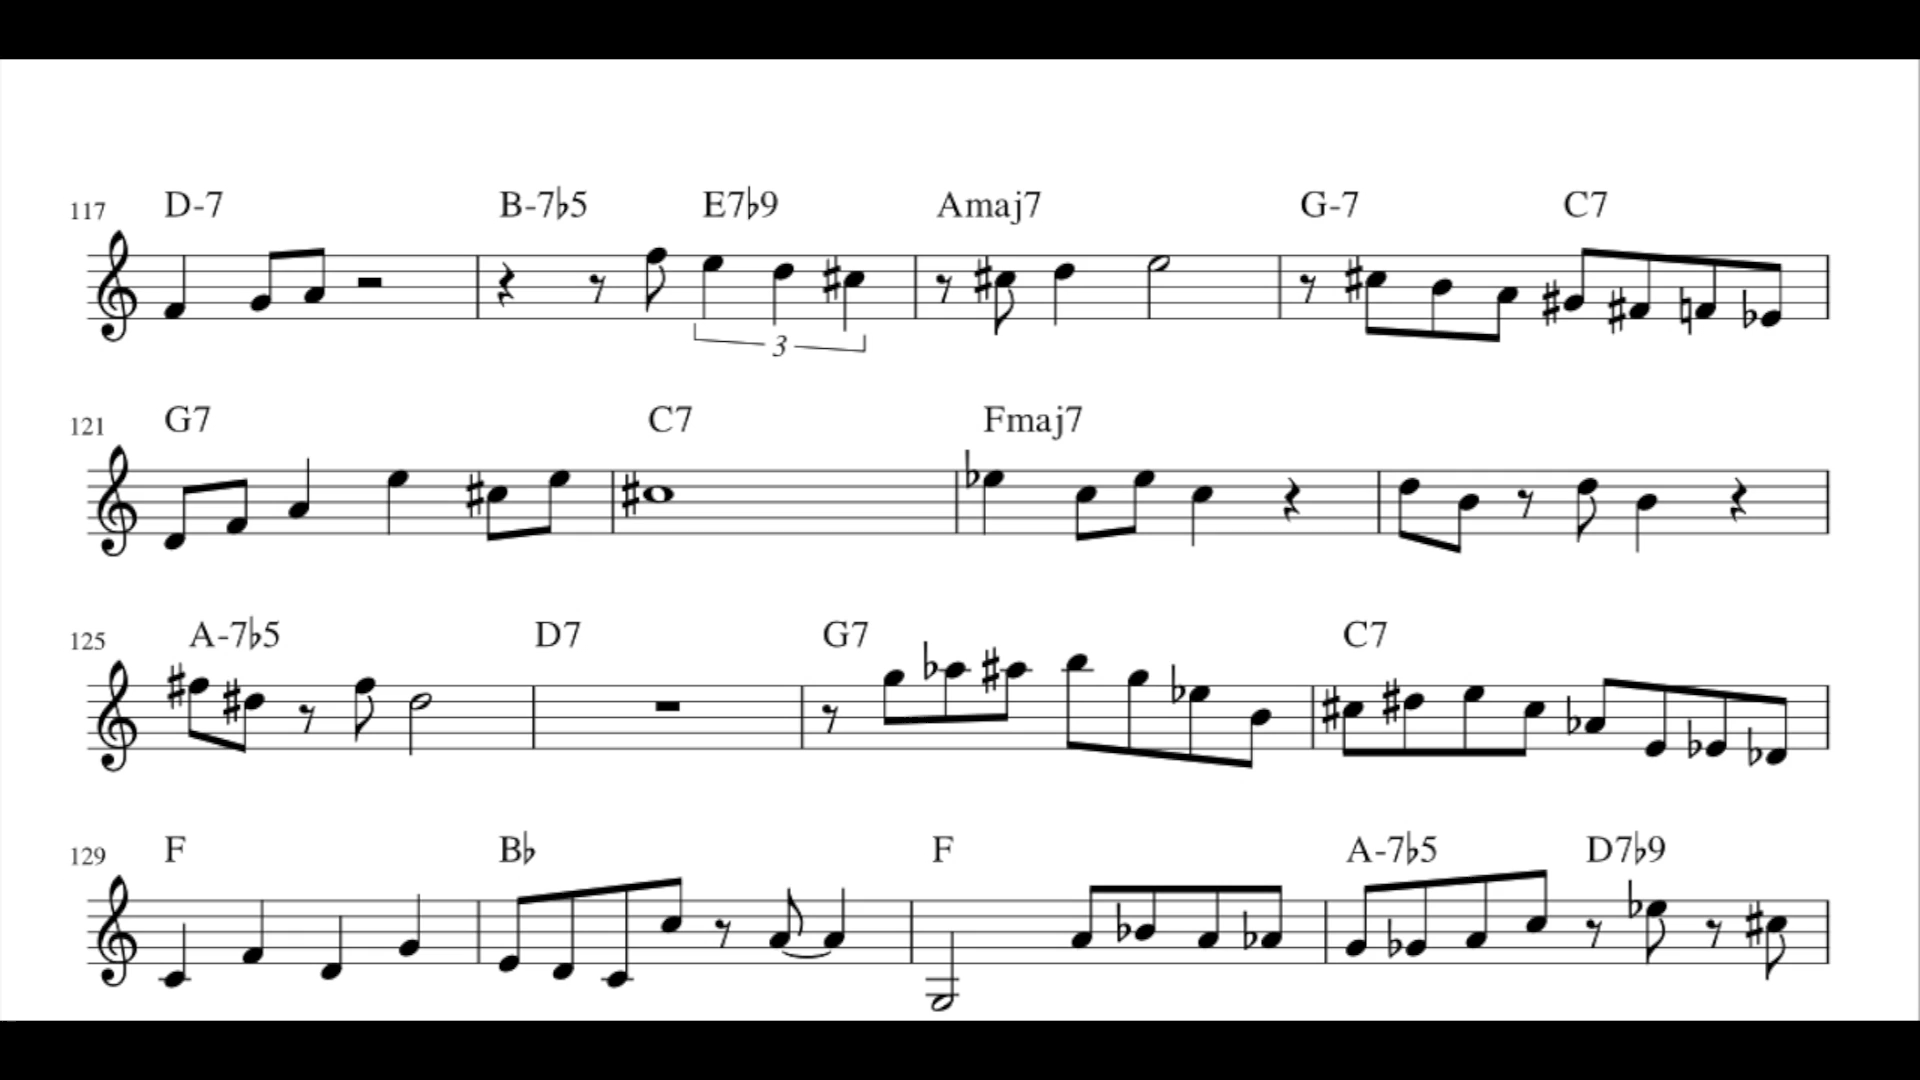 117 D-7 B-7♭5 E7♭9 Amaj7 G-7 C7
3
121 G7 C7 Fmaj7
125 A-7♭5 D7 G7 C7
129 F B♭ F A-7♭5 D7♭9